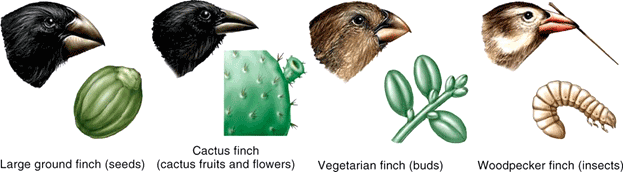 Large ground finch (seeds)
Cactus finch
(cactus fruits and flowers)
Vegetarian finch (buds)
Woodpecker finch (insects)